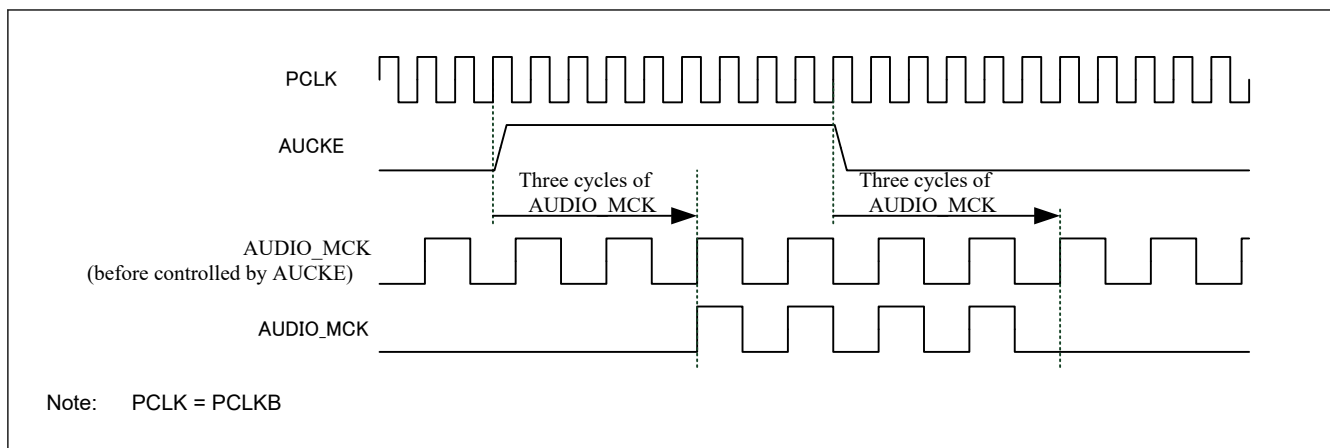 PCLK
AUCKE
Three cycles of
AUDIO_MCK
Three cycles of
AUDIO_MCK
AUDIO_MCK
(before controlled by AUCKE)
AUDIO_MCK
Note: PCLK = PCLKB